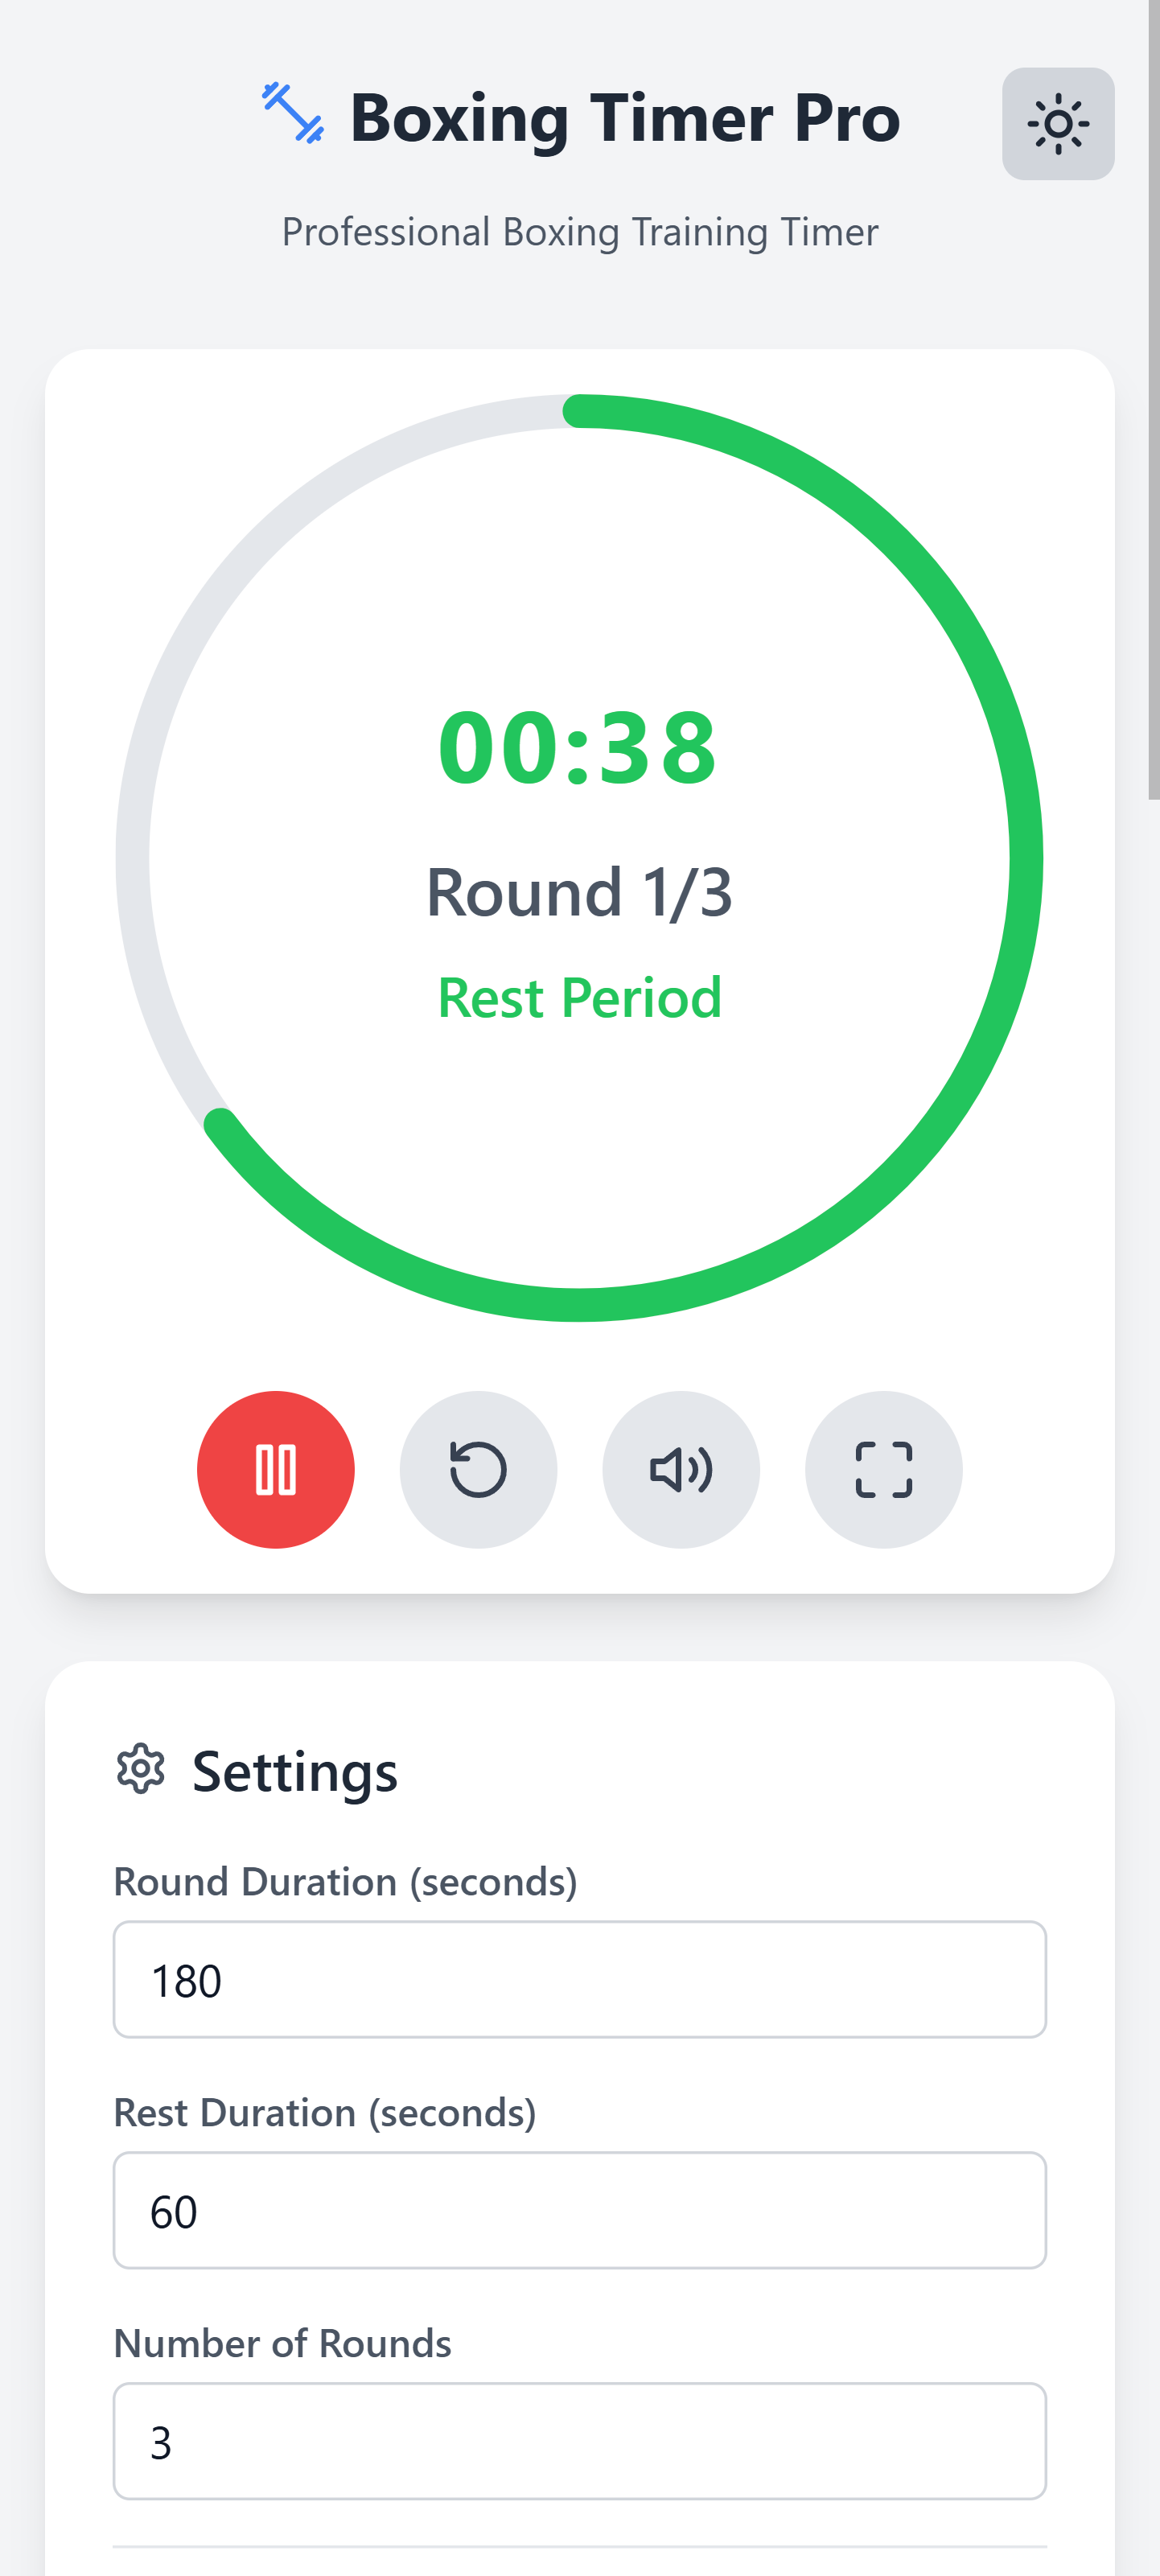 Boxing Timer Pro
Professional Boxing Training Timer
00:38
Round 1/3
Rest Period
Settings
Round Duration (seconds)
180
Rest Duration (seconds)
60
Number of Rounds
3